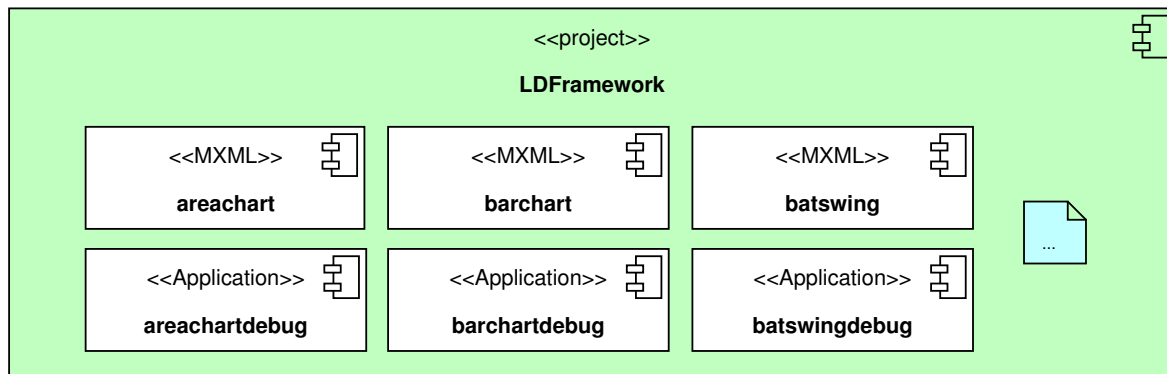 <<project>>
LDFramework
<<MXML>>
areachart
<<MXML>>
barchart
<<MXML>>
batswing
...
<<Application>>
areachartdebug
<<Application>>
barchartdebug
<<Application>>
batswingdebug